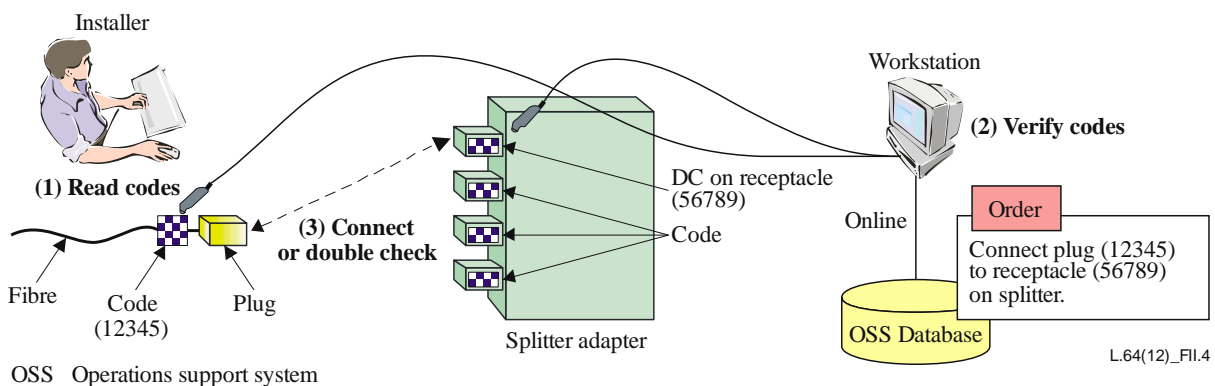 Installer
Workstation
(2) Verify codes
(1) Read codes
DC on receptacle
(56789)
(3) Connect
or double check
Code
Online
Order
Connect plug (12345)
to receptacle (56789)
on splitter.
Fibre
Code
(12345)
Plug
Splitter adapter
OSS Database
L.64(12)_FII.4
OSS Operations support system